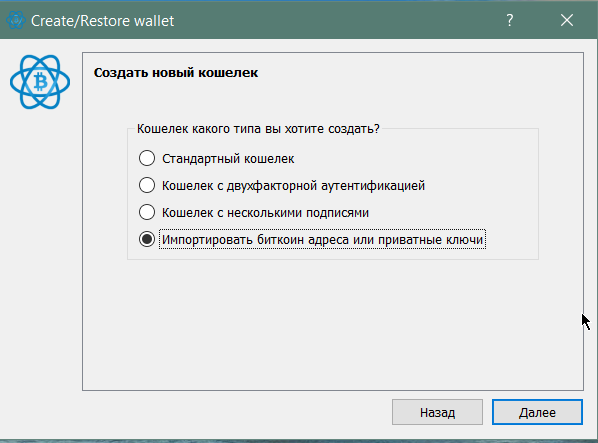 Create/Restore wallet
Создать новый кошелек
Кошелек какого типа вы хотите создать?
Стандартный кошелек
Кошелек с двухфакторной аутентификацией
Кошелек с несколькими подписями
Импортировать биткоин адреса или приватные ключи
Назад
Далее